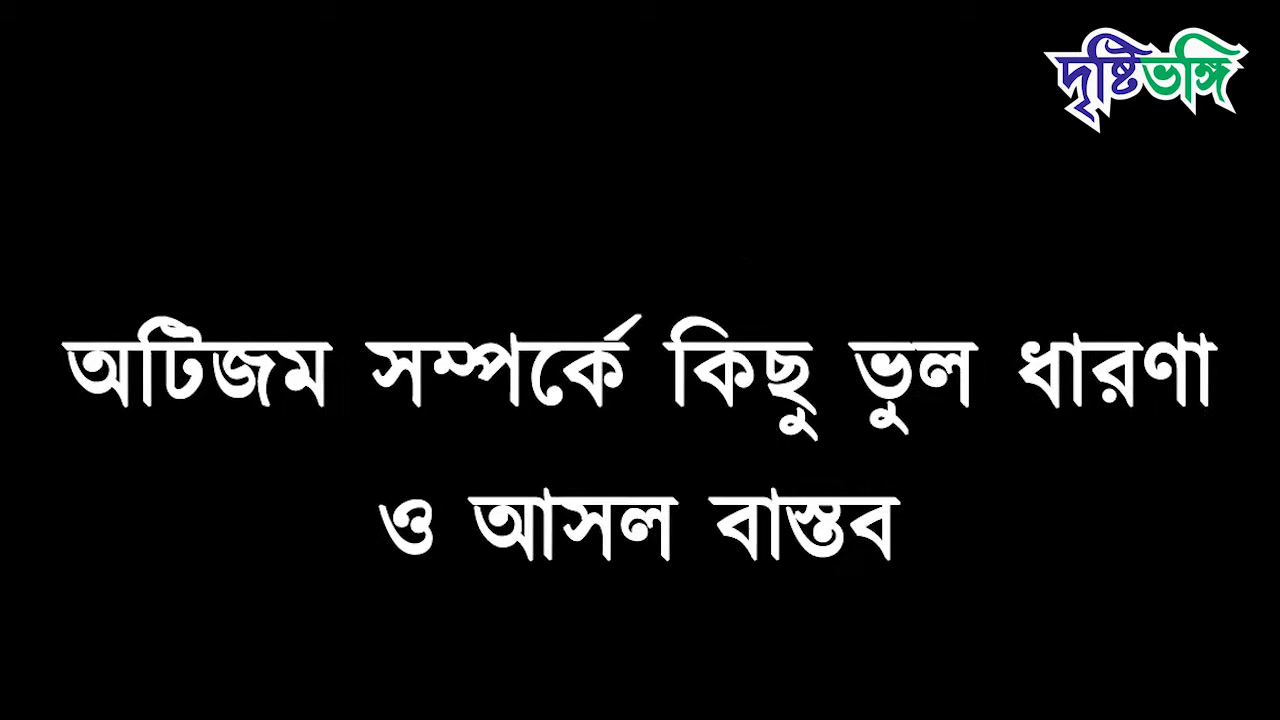 দৃষ্টিভঙ্গি
অটিজম সম্পর্কে কিছু ভুল ধারণা
ও আসল বাস্তব